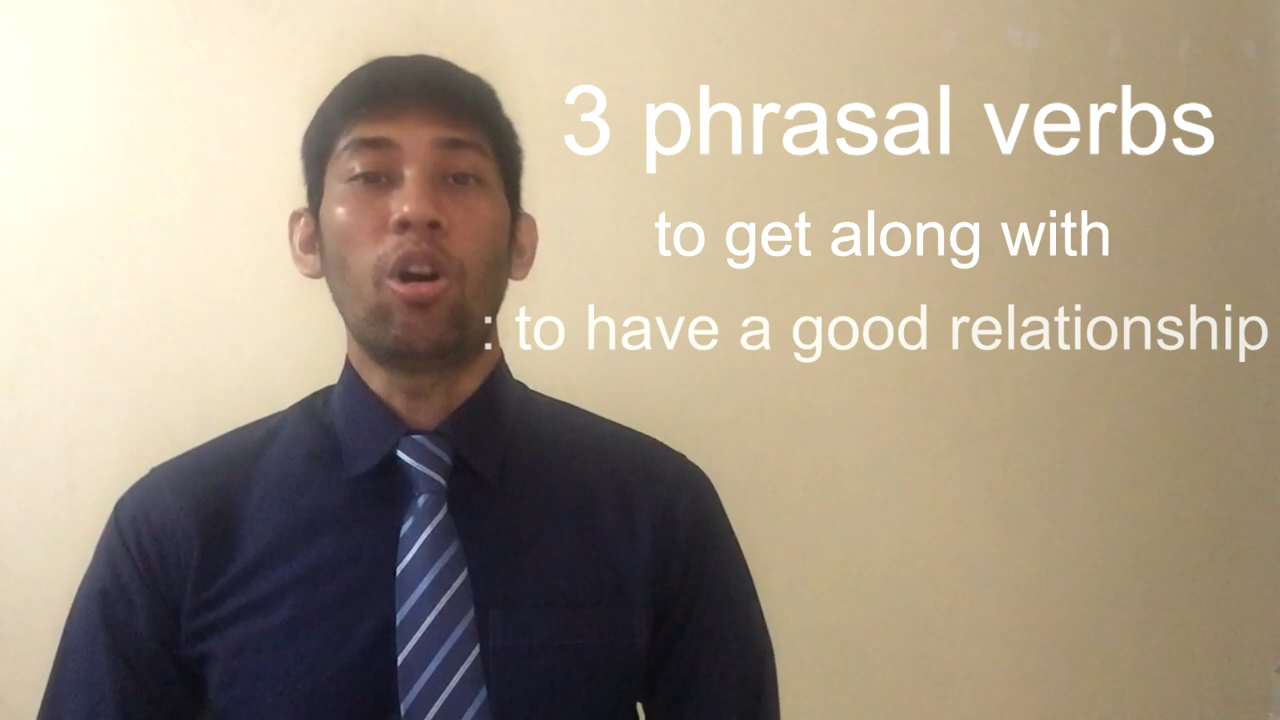 3 phrasal verbs
to get along with
: to have a good relationship